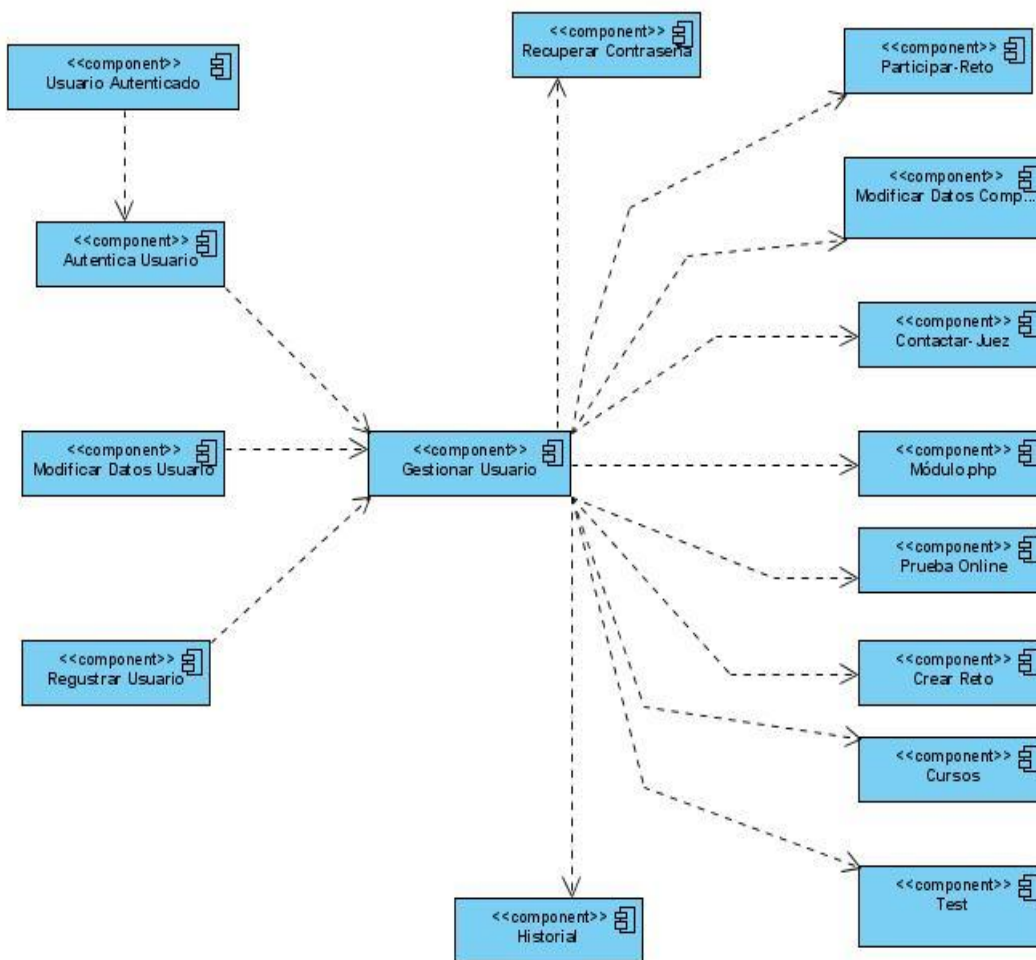 <<component>>
Recuperar Contraseña
<<component>>
Participar-Reto
<<component>>
Usuario Autenticado
<<component>>
Modificar Datos Comp...
<<component>>
Autentica Usuario
<<component>>
Contactar-Juez
<<component>>
Modificar Datos Usuario
<<component>>
Gestionar Usuario
<<component>>
Módulo.php
<<component>>
Prueba Online
<<component>>
Regustrar Usuario
<<component>>
Crear Reto
<<component>>
Cursos
<<component>>
Test
<<component>>
Historial